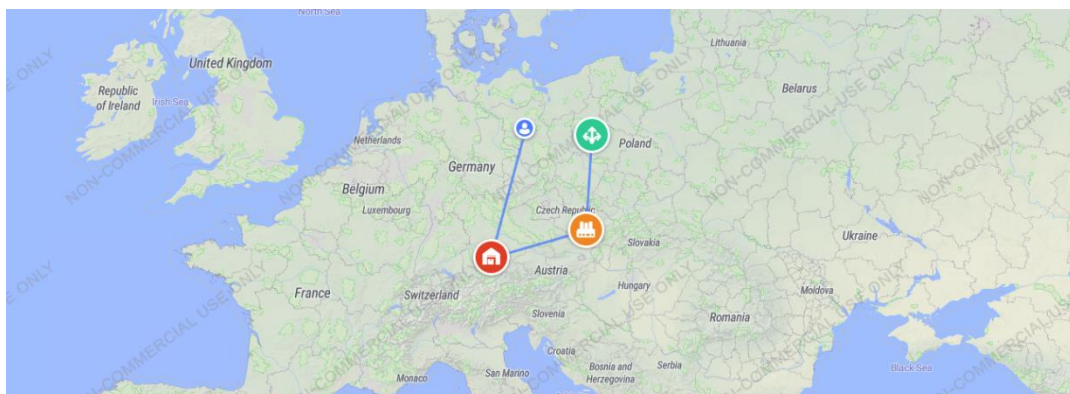 North Sea
Lithuania
United Kingdom
Republic
of Ireland
Irish Sea
Belarus
Netherlands
Poland
Germany
Belgium
Luxembourg
Czech Republic
Ukraine
Slovakia
Austria
France
Switzerland
Hungary
Moldova
Slovenia
Romania
Croatia
Bosnia and
Herzegovina
Serbia
San Marino
Monaco
Black Sea
NON-COMMERCIAL USE ONLY